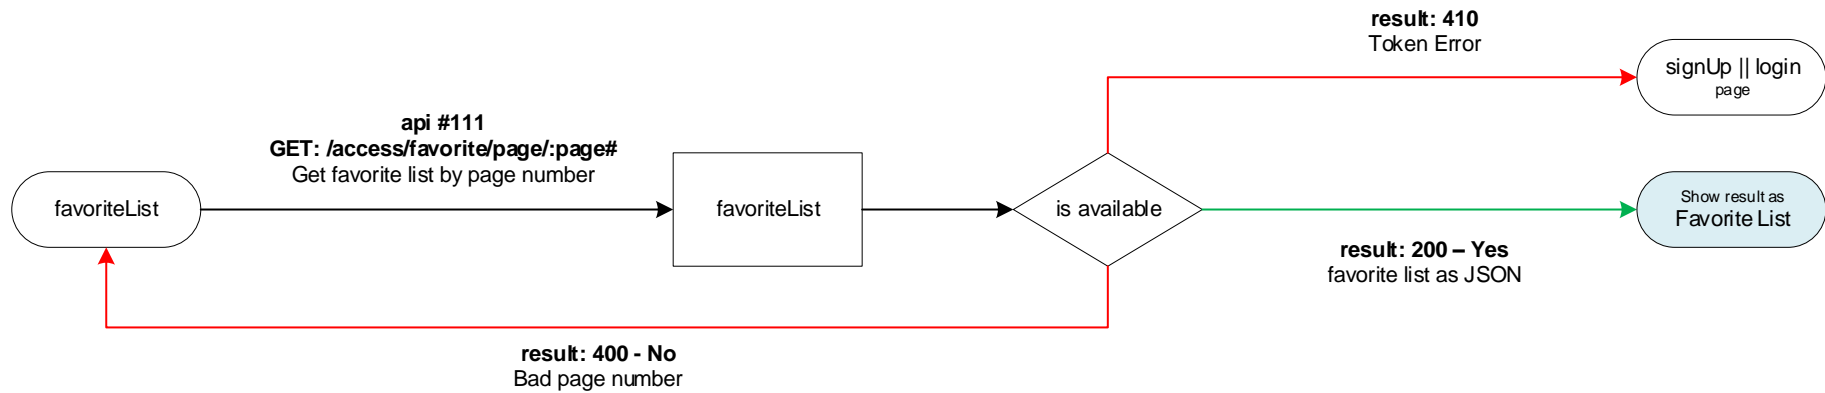 result: 410
Token Error
signUp || login
page
api #111
GET: /access/favorite/page/:page#
Get favorite list by page number
favoriteList
favoriteList
is available
Show result as
Favorite List
result: 200 – Yes
favorite list as JSON
result: 400 - No
Bad page number